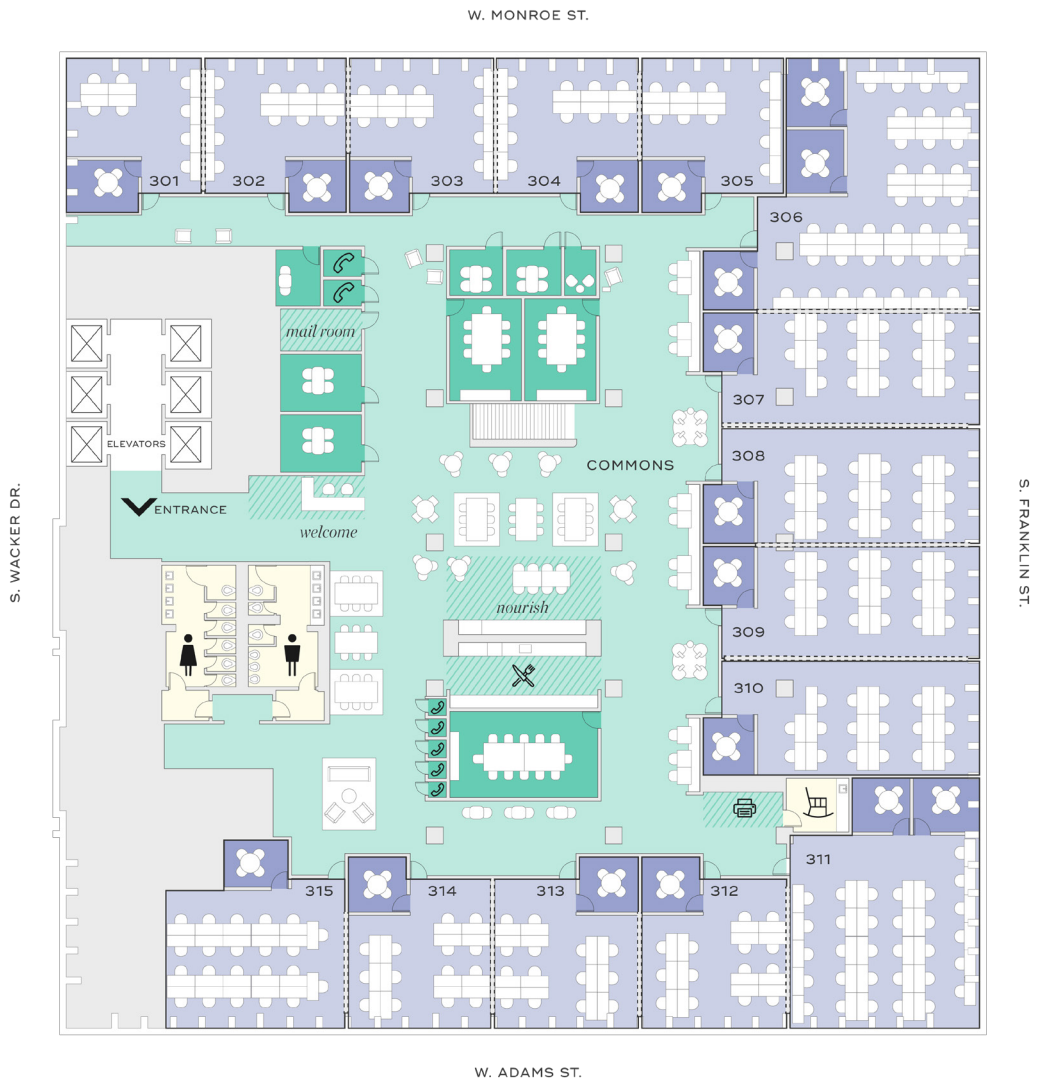 W. MONROE ST.
301
302
303
304
305
306
mail room
307
ELEVATORS
308
COMMONS
S. WACKER DR.
ENTRANCE
S. FRANKLIN ST.
welcome
nourish
309
310
311
315
314
313
312
W. ADAMS ST.